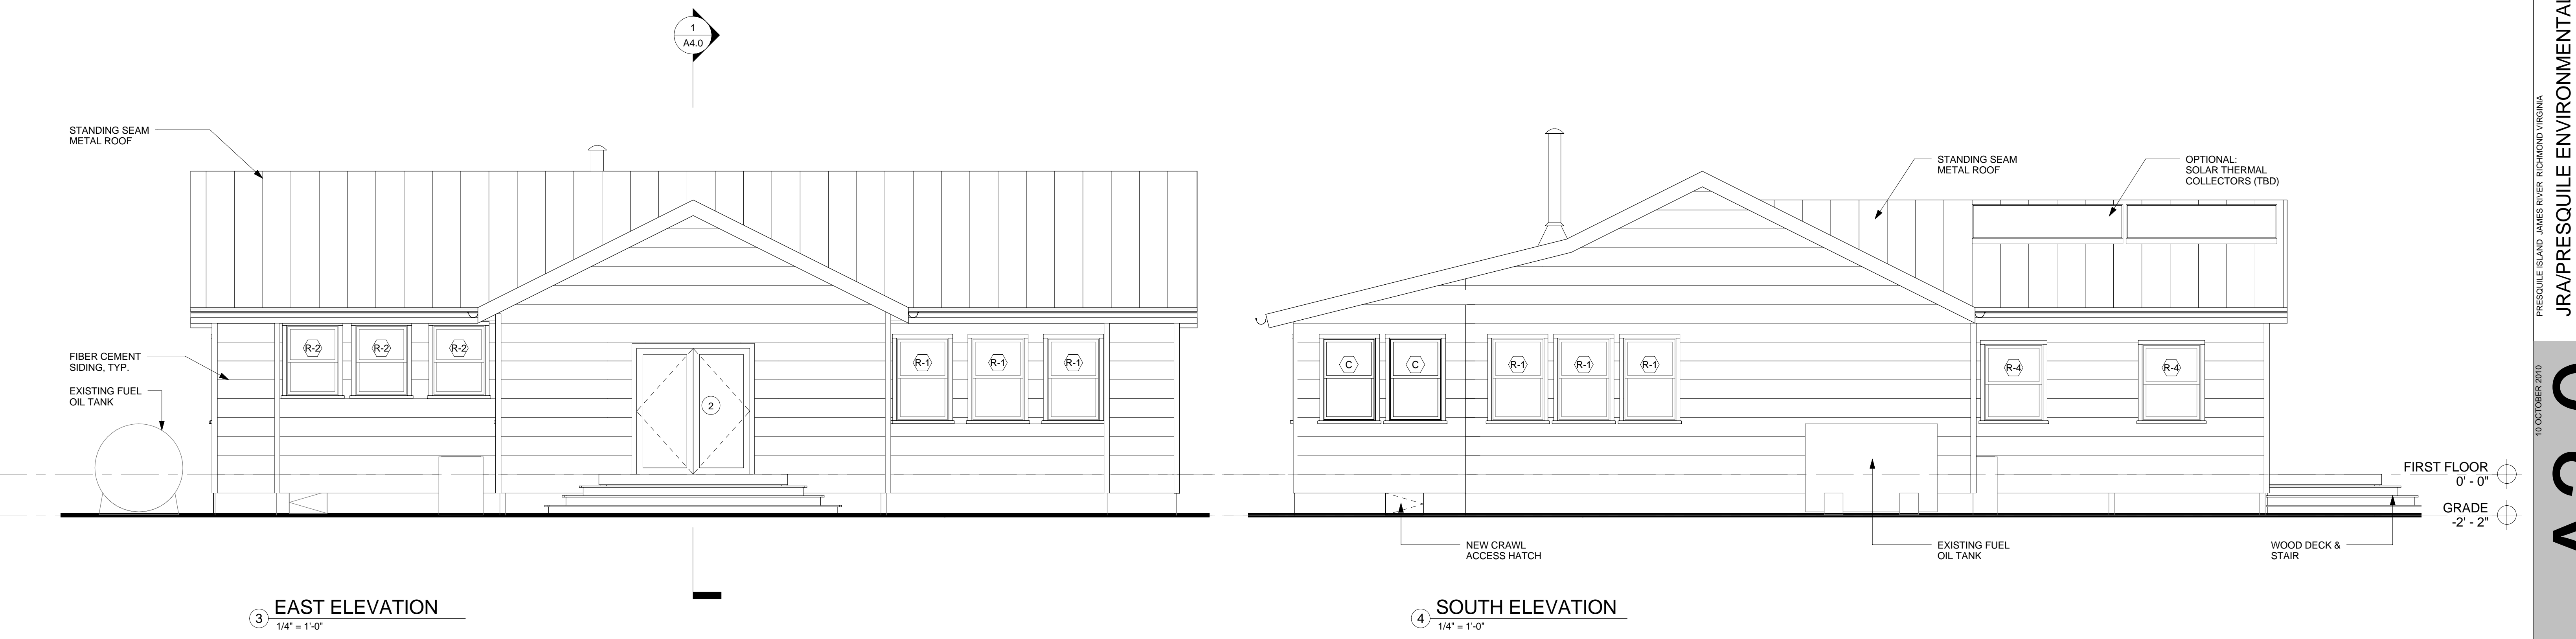 1
A4.0
STANDING SEAM
METAL ROOF
FIBER CEMENT
SIDING, TYP.
EXISTING FUEL
OIL TANK
R-2
R-2
R-2
2
R-1
R-1
R-1
3
EAST ELEVATION
1/4" = 1'-0"
STANDING SEAM
METAL ROOF
OPTIONAL:
SOLAR THERMAL
COLLECTORS (TBD)
C
C
R-1
R-1
R-1
R-4
R-4
FIRST FLOOR
0' - 0"
GRADE
-2' - 2"
NEW CRAWL
ACCESS HATCH
EXISTING FUEL
OIL TANK
WOOD DECK &
STAIR
4
SOUTH ELEVATION
1/4" = 1'-0"
PRESQUILE ISLAND JAMES RIVER RICHMOND VIRGINIA
JRA/PRESQUILE ENVIRONMENTAL
10 OCTOBER 2010